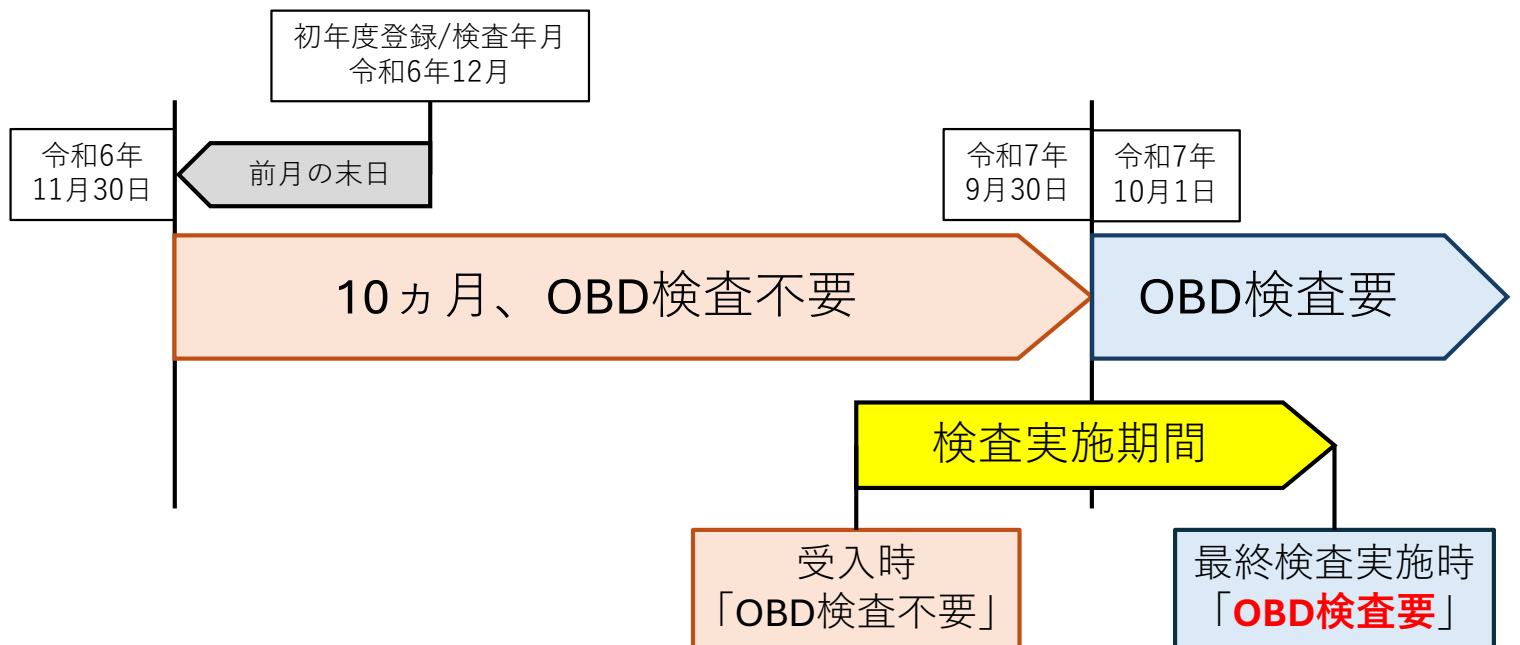 初年度登録/検査年月
令和6年12月
令和6年
11月30日
前月の末日
令和7年
9月30日
令和7年
10月1日
10ヵ月、OBD検査不要
OBD検査要
検査実施期間
受入時
「OBD検査不要」
最終検査実施時
「OBD検査要」